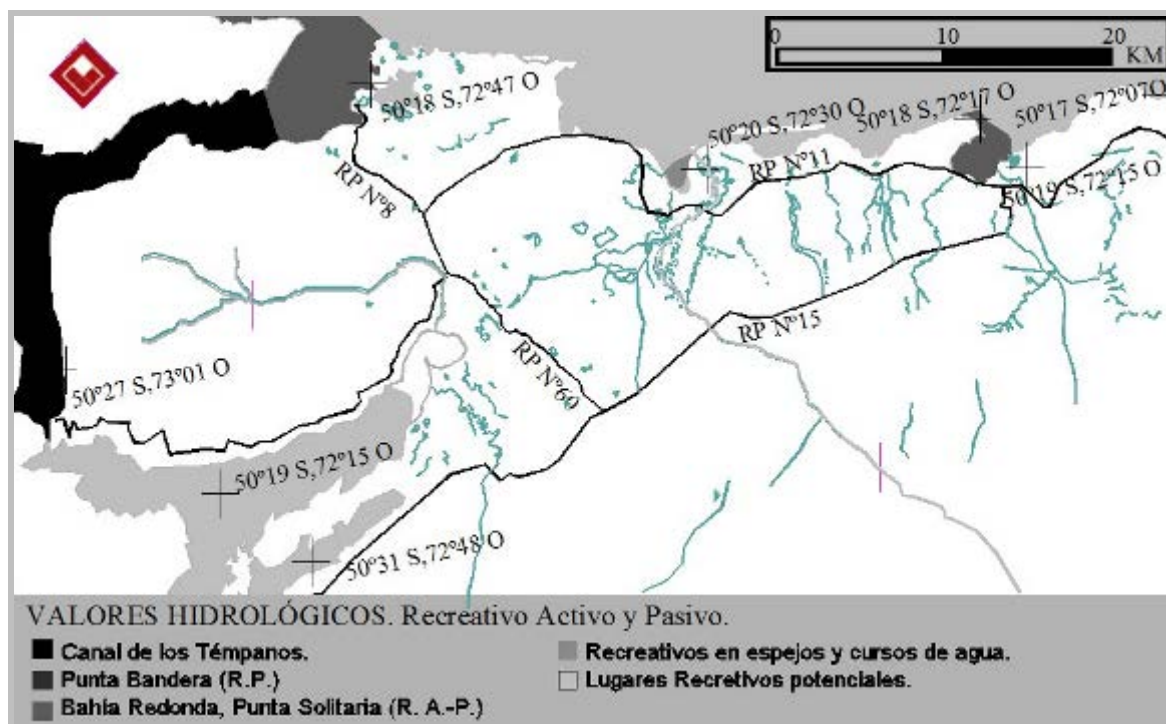 0 10 20
KM
50º18 S,72º47 O
50º20 S,72º30 O
50º18 S,72º17 O
50º17 S,72º07O
RP Nº8
RP Nº11
50º19 S,72º15 O
RP Nº15
RP Nº60
50º27 S,73º01 O
50º19 S,72º15 O
50º31 S,72º48 O
VALORES HIDROLÓGICOS. Recreativo Activo y Pasivo.
Canal de los Témpanos.
Punta Bandera (R.P.)
Bahía Redonda, Punta Solitaria (R. A.-P.)
Recreativos en espejos y cursos de agua.
Lugares Recretivos potenciales.